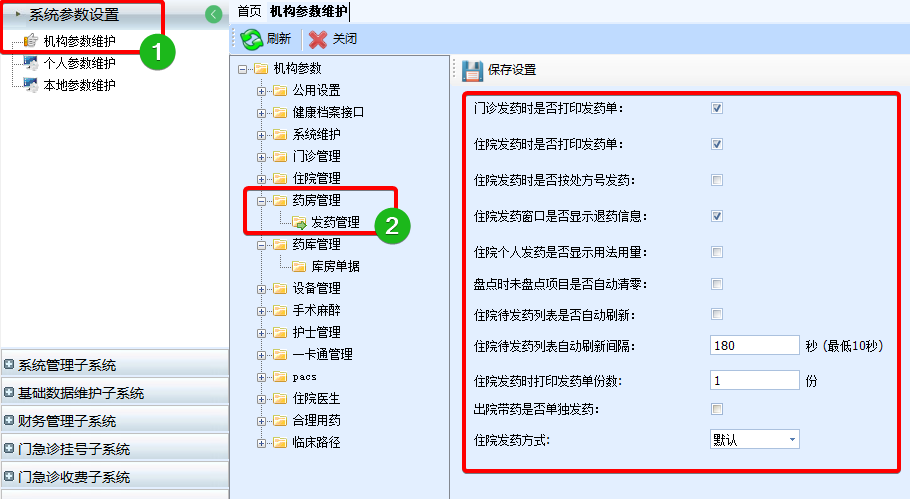 系统参数设置
机构参数维护
个人参数维护
本地参数维护
1
系统管理子系统
基础数据维护子系统
财务管理子系统
门急诊挂号子系统
门急诊收费子系统
首页 机构参数维护
刷新 关闭
机构参数
公用设置
健康档案接口
系统维护
门诊管理
住院管理
药房管理
发药管理
2
药库管理
库房单据
设备管理
手术麻醉
护士管理
一卡通管理
pacs
住院医生
合理用药
临床路径
保存设置
门诊发药时是否打印发药单:
住院发药时是否打印发药单:
住院发药时是否按处方号发药:
住院发药窗口是否显示退药信息:
住院个人发药是否显示用法用量:
盘点时未盘点项目是否自动清零:
住院待发药列表是否自动刷新:
住院待发药列表自动刷新间隔: 180 秒(最低10秒)
住院发药时打印发药单份数: 1 份
出院带药是否单独发药:
住院发药方式: 默认